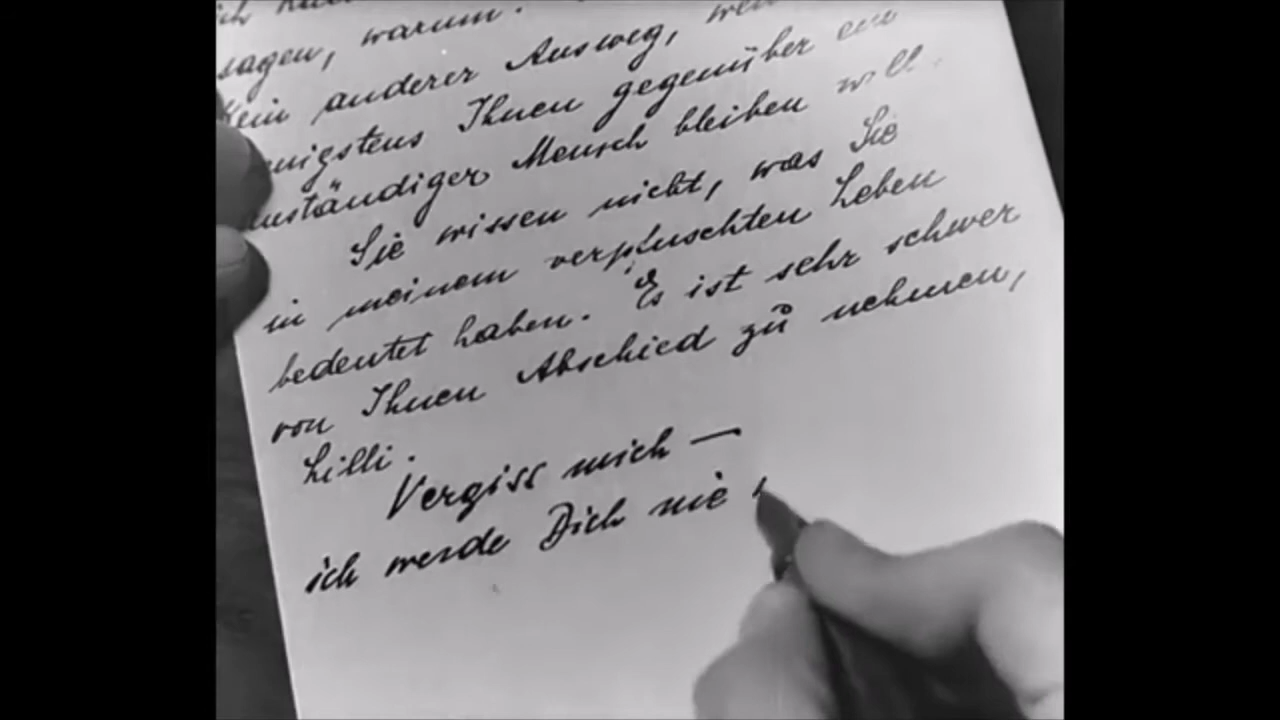 sagen, warum.
Kein anderer Ausweg,
Ihnen gegenüber ein
anständiger Mensch bleiben will.
Sie wissen nicht, was Sie
in meinem verpfuschten Leben
bedeutet haben. Es ist sehr schwer
von Ihnen Abschied zu nehmen,
Lilli.
Vergiss mich —
ich werde Dich nie